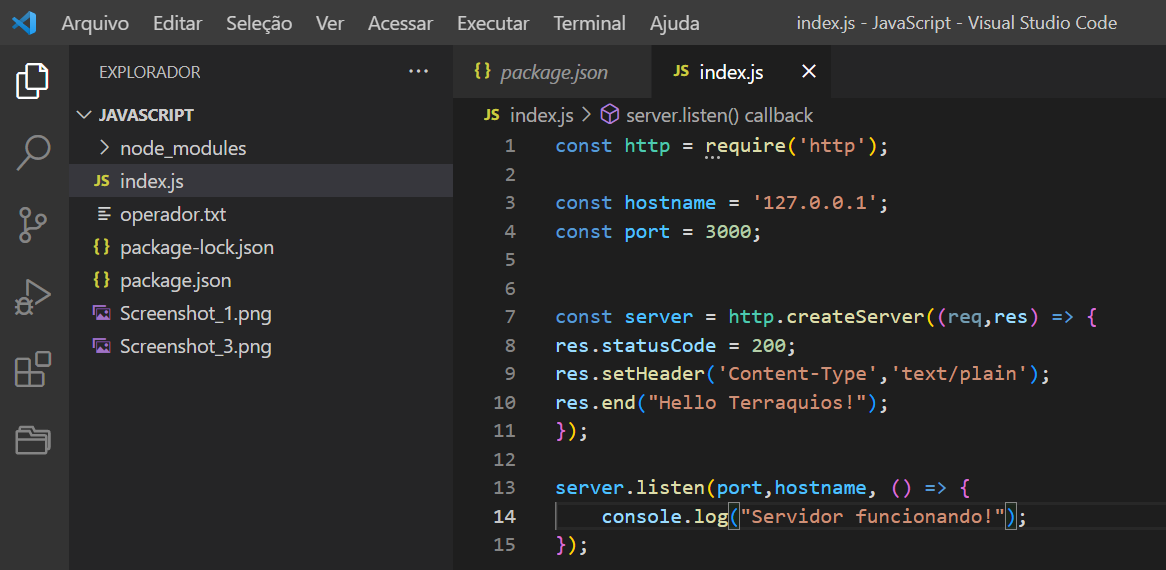 Arquivo Editar Seleção Ver Acessar Executar Terminal Ajuda index.js - JavaScript - Visual Studio Code
EXPLORADOR ···
JAVASCRIPT
node_modules
JS index.js
operador.txt
{} package-lock.json
{} package.json
Screenshot_1.png
Screenshot_3.png
{} package.json JS index.js
JS index.js > server.listen() callback
1 const http = require('http');
2
3 const hostname = '127.0.0.1';
4 const port = 3000;
5
6
7 const server = http.createServer((req,res) => {
8 res.statusCode = 200;
9 res.setHeader('Content-Type','text/plain');
10 res.end("Hello Terraquios!");
11 });
12
13 server.listen(port,hostname, () => {
14 console.log("Servidor funcionando!");
15 });